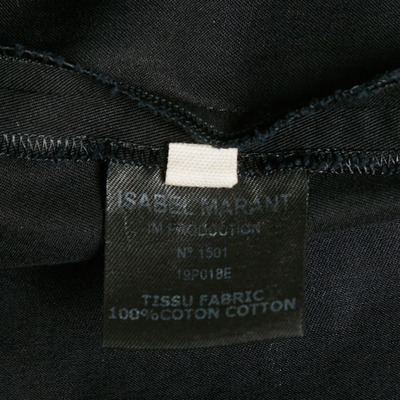 ISABEL MARANT
IM PRODUCTION
N° 1501
19P018E
TISSU FABRIC
100%COTON COTTON